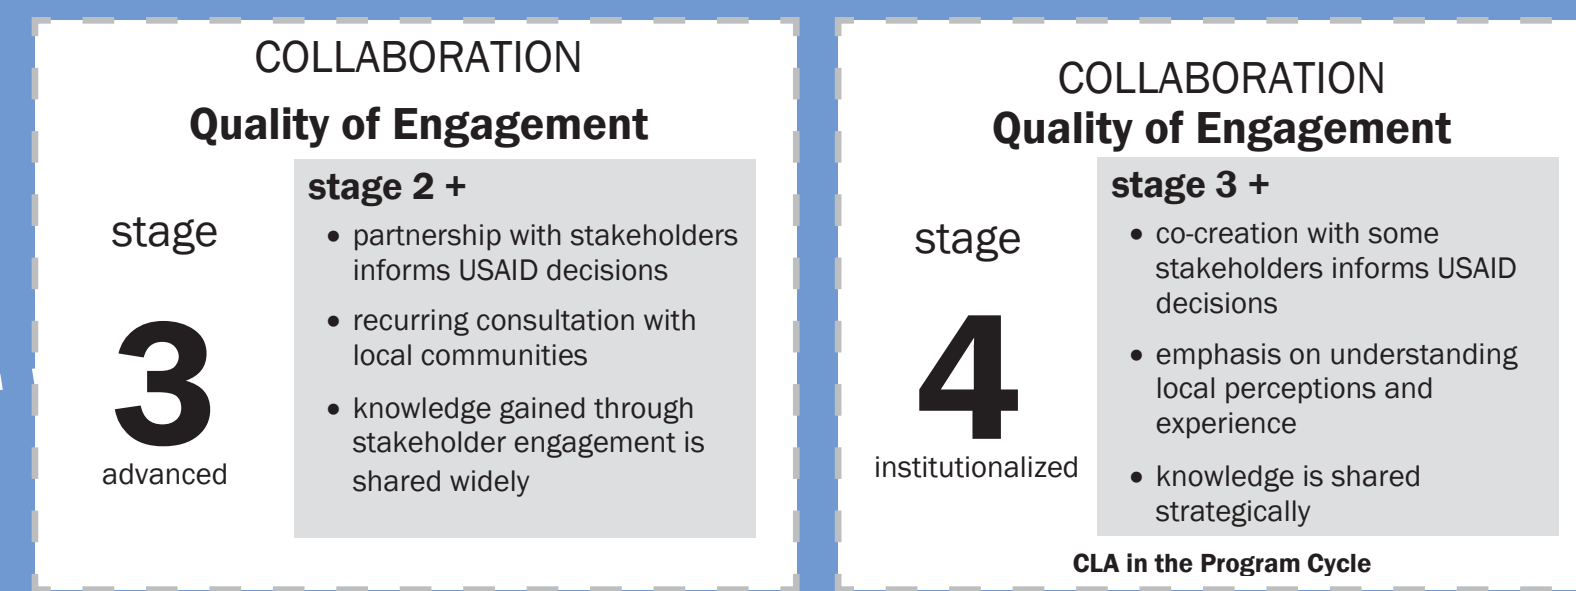 COLLABORATION
Quality of Engagement
stage
3
advanced
stage 2 +
• partnership with stakeholders
informs USAID decisions
• recurring consultation with
local communities
• knowledge gained through
stakeholder engagement is
shared widely
COLLABORATION
Quality of Engagement
stage
4
institutionalized
stage 3 +
• co-creation with some
stakeholders informs USAID
decisions
• emphasis on understanding
local perceptions and
experience
• knowledge is shared
strategically
CLA in the Program Cycle